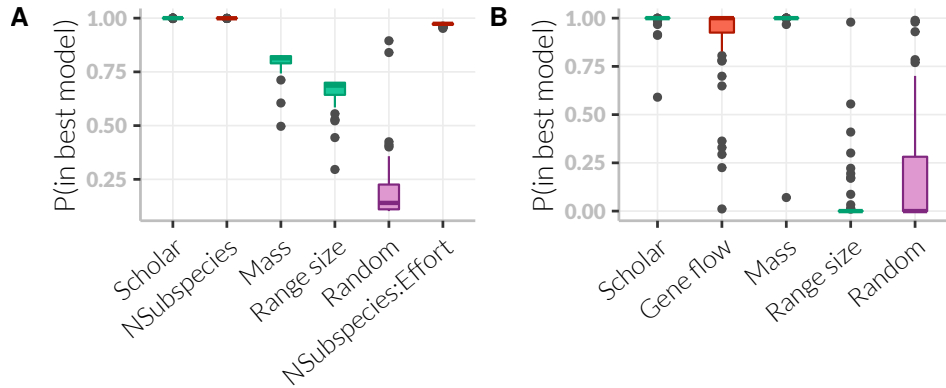 A
P(in best model)
1.00
0.75
0.50
0.25
Scholar
NSubspecies
Mass
Range size
Random
NSubspecies:Effort
B
P(in best model)
1.00
0.75
0.50
0.25
0.00
Scholar
Gene flow
Mass
Range size
Random